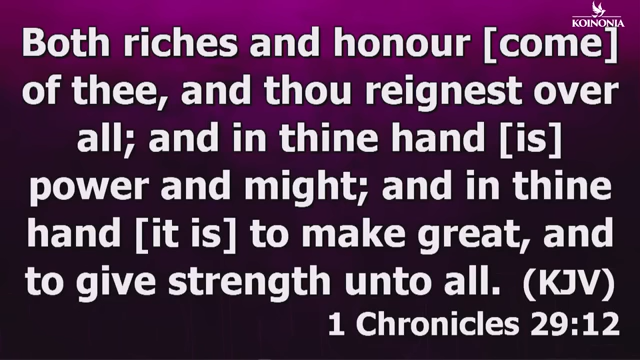 KOINONIA
Both riches and honour [come]
of thee, and thou reignest over
all; and in thine hand [is]
power and might; and in thine
hand [it is] to make great, and
to give strength unto all. (KJV)
1 Chronicles 29:12